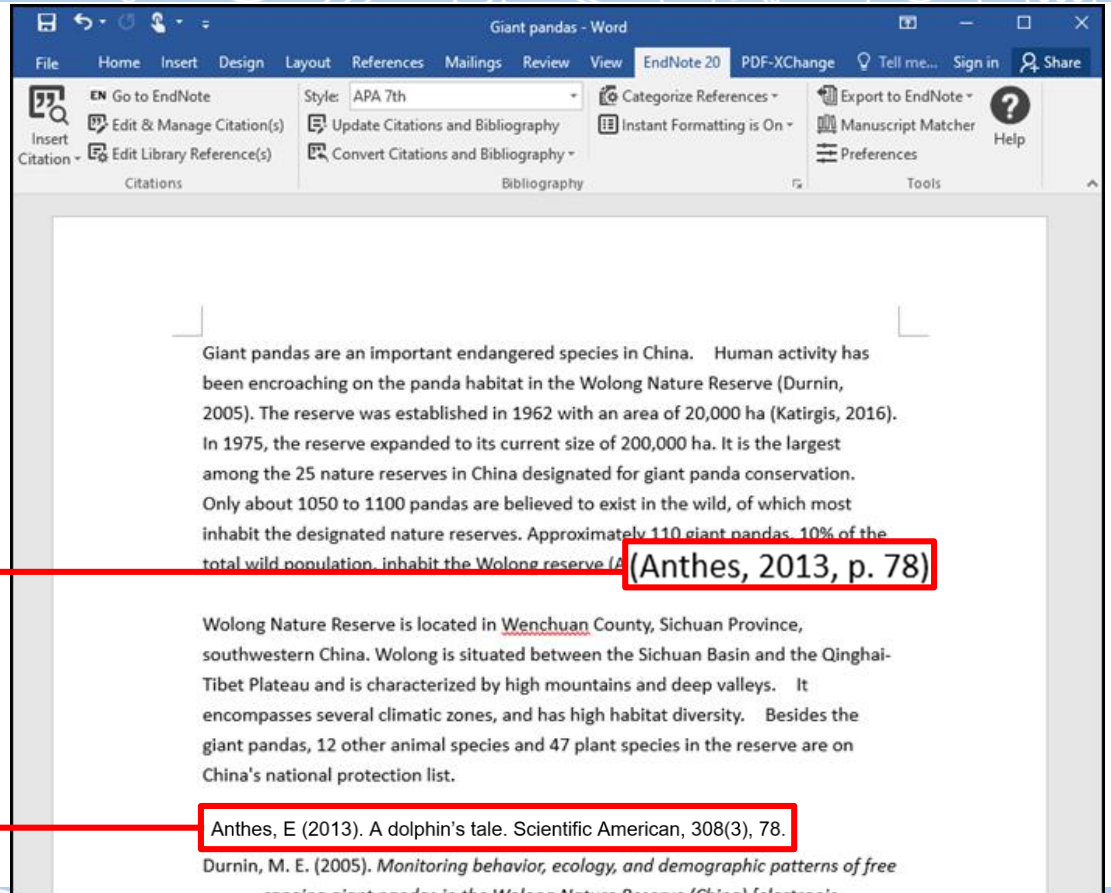 Giant pandas - Word
File Home Insert Design Layout References Mailings Review View EndNote 20 PDF-XChange Tell me... Sign in Share
Insert Citation
EN Go to EndNote
Edit & Manage Citation(s)
Edit Library Reference(s)
Citations
Style: APA 7th
Update Citations and Bibliography
Convert Citations and Bibliography
Categorize References
Instant Formatting is On
Bibliography
Export to EndNote
Manuscript Matcher
Preferences
Help
Tools
Giant pandas are an important endangered species in China. Human activity has
been encroaching on the panda habitat in the Wolong Nature Reserve (Durnin,
2005). The reserve was established in 1962 with an area of 20,000 ha (Katirgis, 2016).
In 1975, the reserve expanded to its current size of 200,000 ha. It is the largest
among the 25 nature reserves in China designated for giant panda conservation.
Only about 1050 to 1100 pandas are believed to exist in the wild, of which most
inhabit the designated nature reserves. Approximately 110 giant pandas, 10% of the
total wild population, inhabit the Wolong reserve (A
(Anthes, 2013, p. 78)
Wolong Nature Reserve is located in Wenchuan County, Sichuan Province,
southwestern China. Wolong is situated between the Sichuan Basin and the Qinghai-
Tibet Plateau and is characterized by high mountains and deep valleys. It
encompasses several climatic zones, and has high habitat diversity. Besides the
giant pandas, 12 other animal species and 47 plant species in the reserve are on
China's national protection list.
Anthes, E (2013). A dolphin's tale. Scientific American, 308(3), 78.
Durnin, M. E. (2005). Monitoring behavior, ecology, and demographic patterns of free
ranging giant pandas in the Wolong Nature Reserve (China) [electronic